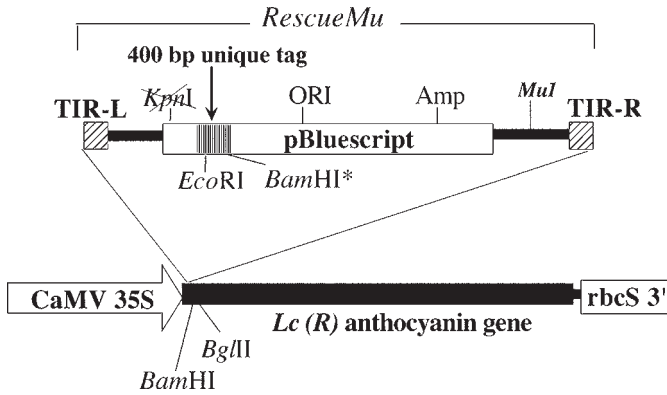 RescueMu
400 bp unique tag
KpnI
ORI
Amp
MuI
TIR-L
TIR-R
pBluescript
EcoRI
BamHI*
CaMV 35S
rbcS 3'
Lc (R) anthocyanin gene
BglII
BamHI